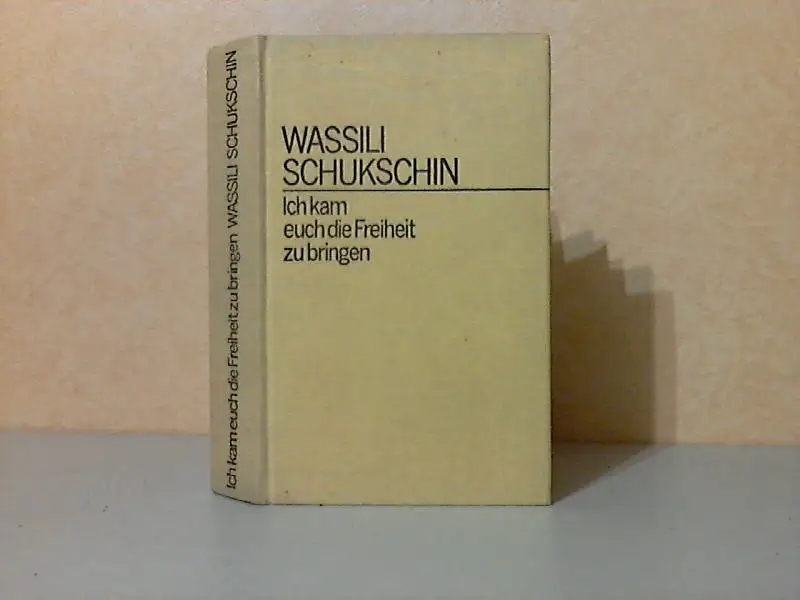 Ich kam euch die Freiheit zu bringen WASSILI SCHUKSCHIN
WASSILI
SCHUKSCHIN
Ich kam
euch die Freiheit
zu bringen